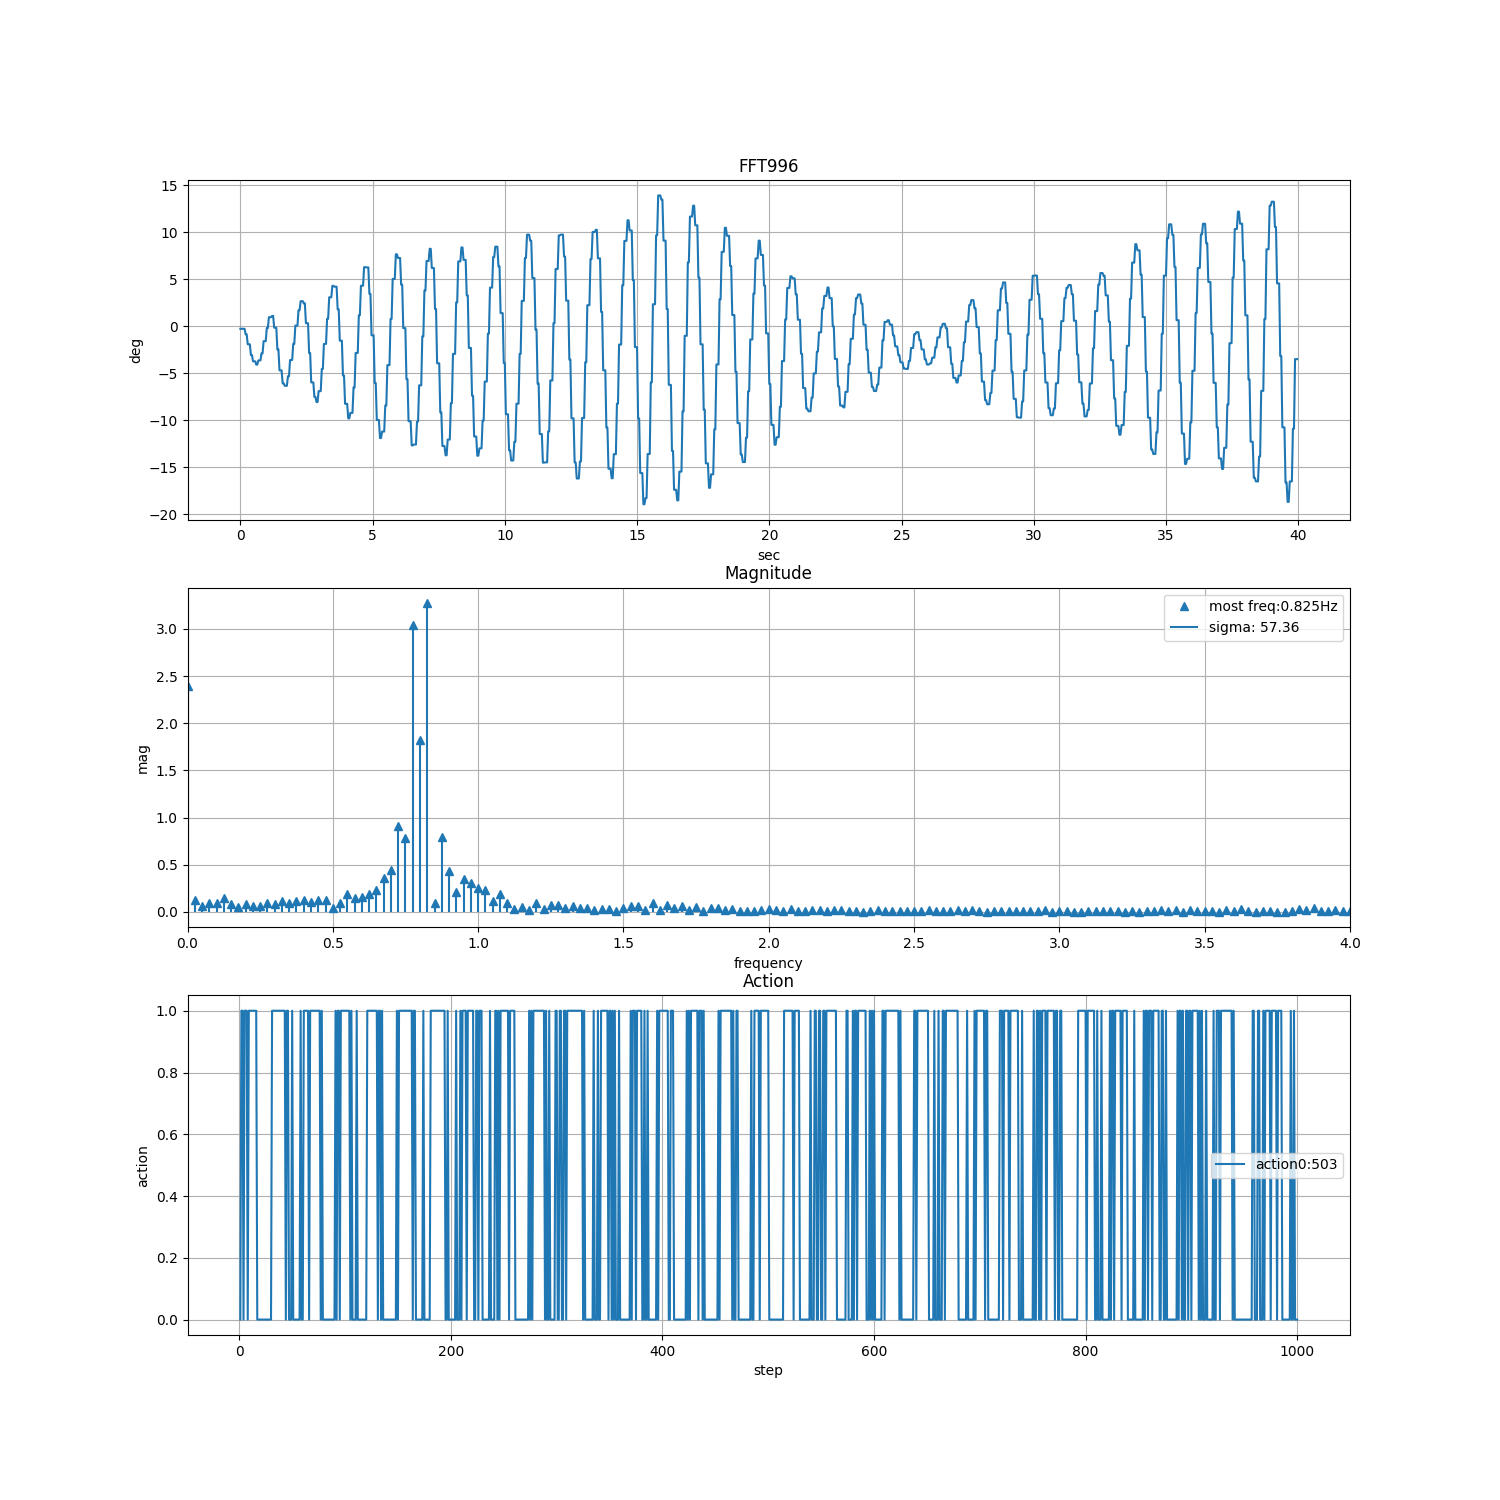 FFT996
15
10
5
0
−5
−10
−15
−20
deg
0 5 10 15 20 25 30 35 40
sec
Magnitude
3.0
2.5
2.0
1.5
1.0
0.5
0.0
mag
most freq:0.825Hz
sigma: 57.36
0.0 0.5 1.0 1.5 2.0 2.5 3.0 3.5 4.0
frequency
Action
1.0
0.8
0.6
0.4
0.2
0.0
action
action0:503
0 200 400 600 800 1000
step